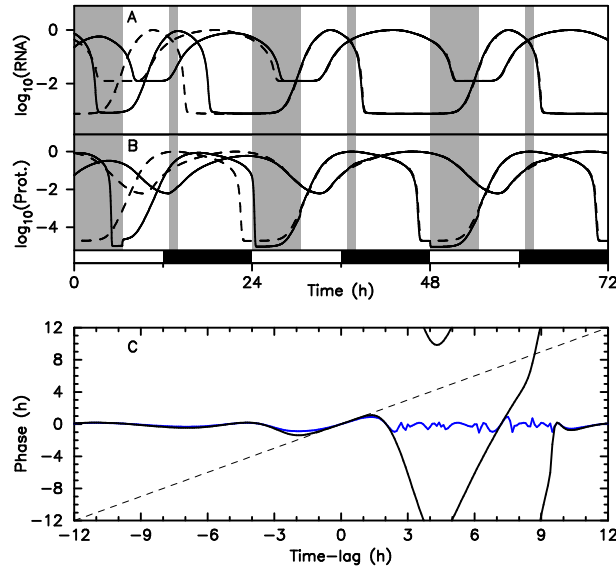 A
log10(RNA)
0
−2
B
log10(Prot.)
0
−2
−4
0 24 48 72
Time (h)
C
Phase (h)
12
8
4
0
−4
−8
−12
−12 −9 −6 −3 0 3 6 9 12
Time−lag (h)